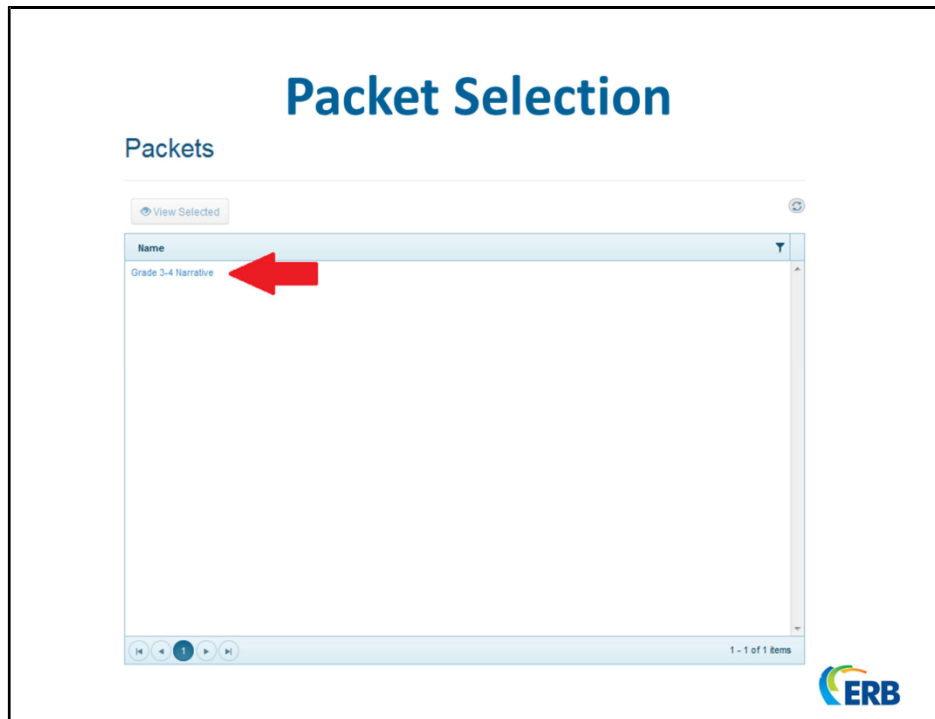 Packet Selection
Packets
View Selected
Name
Grade 3-4 Narrative
1
1 - 1 of 1 items
ERB